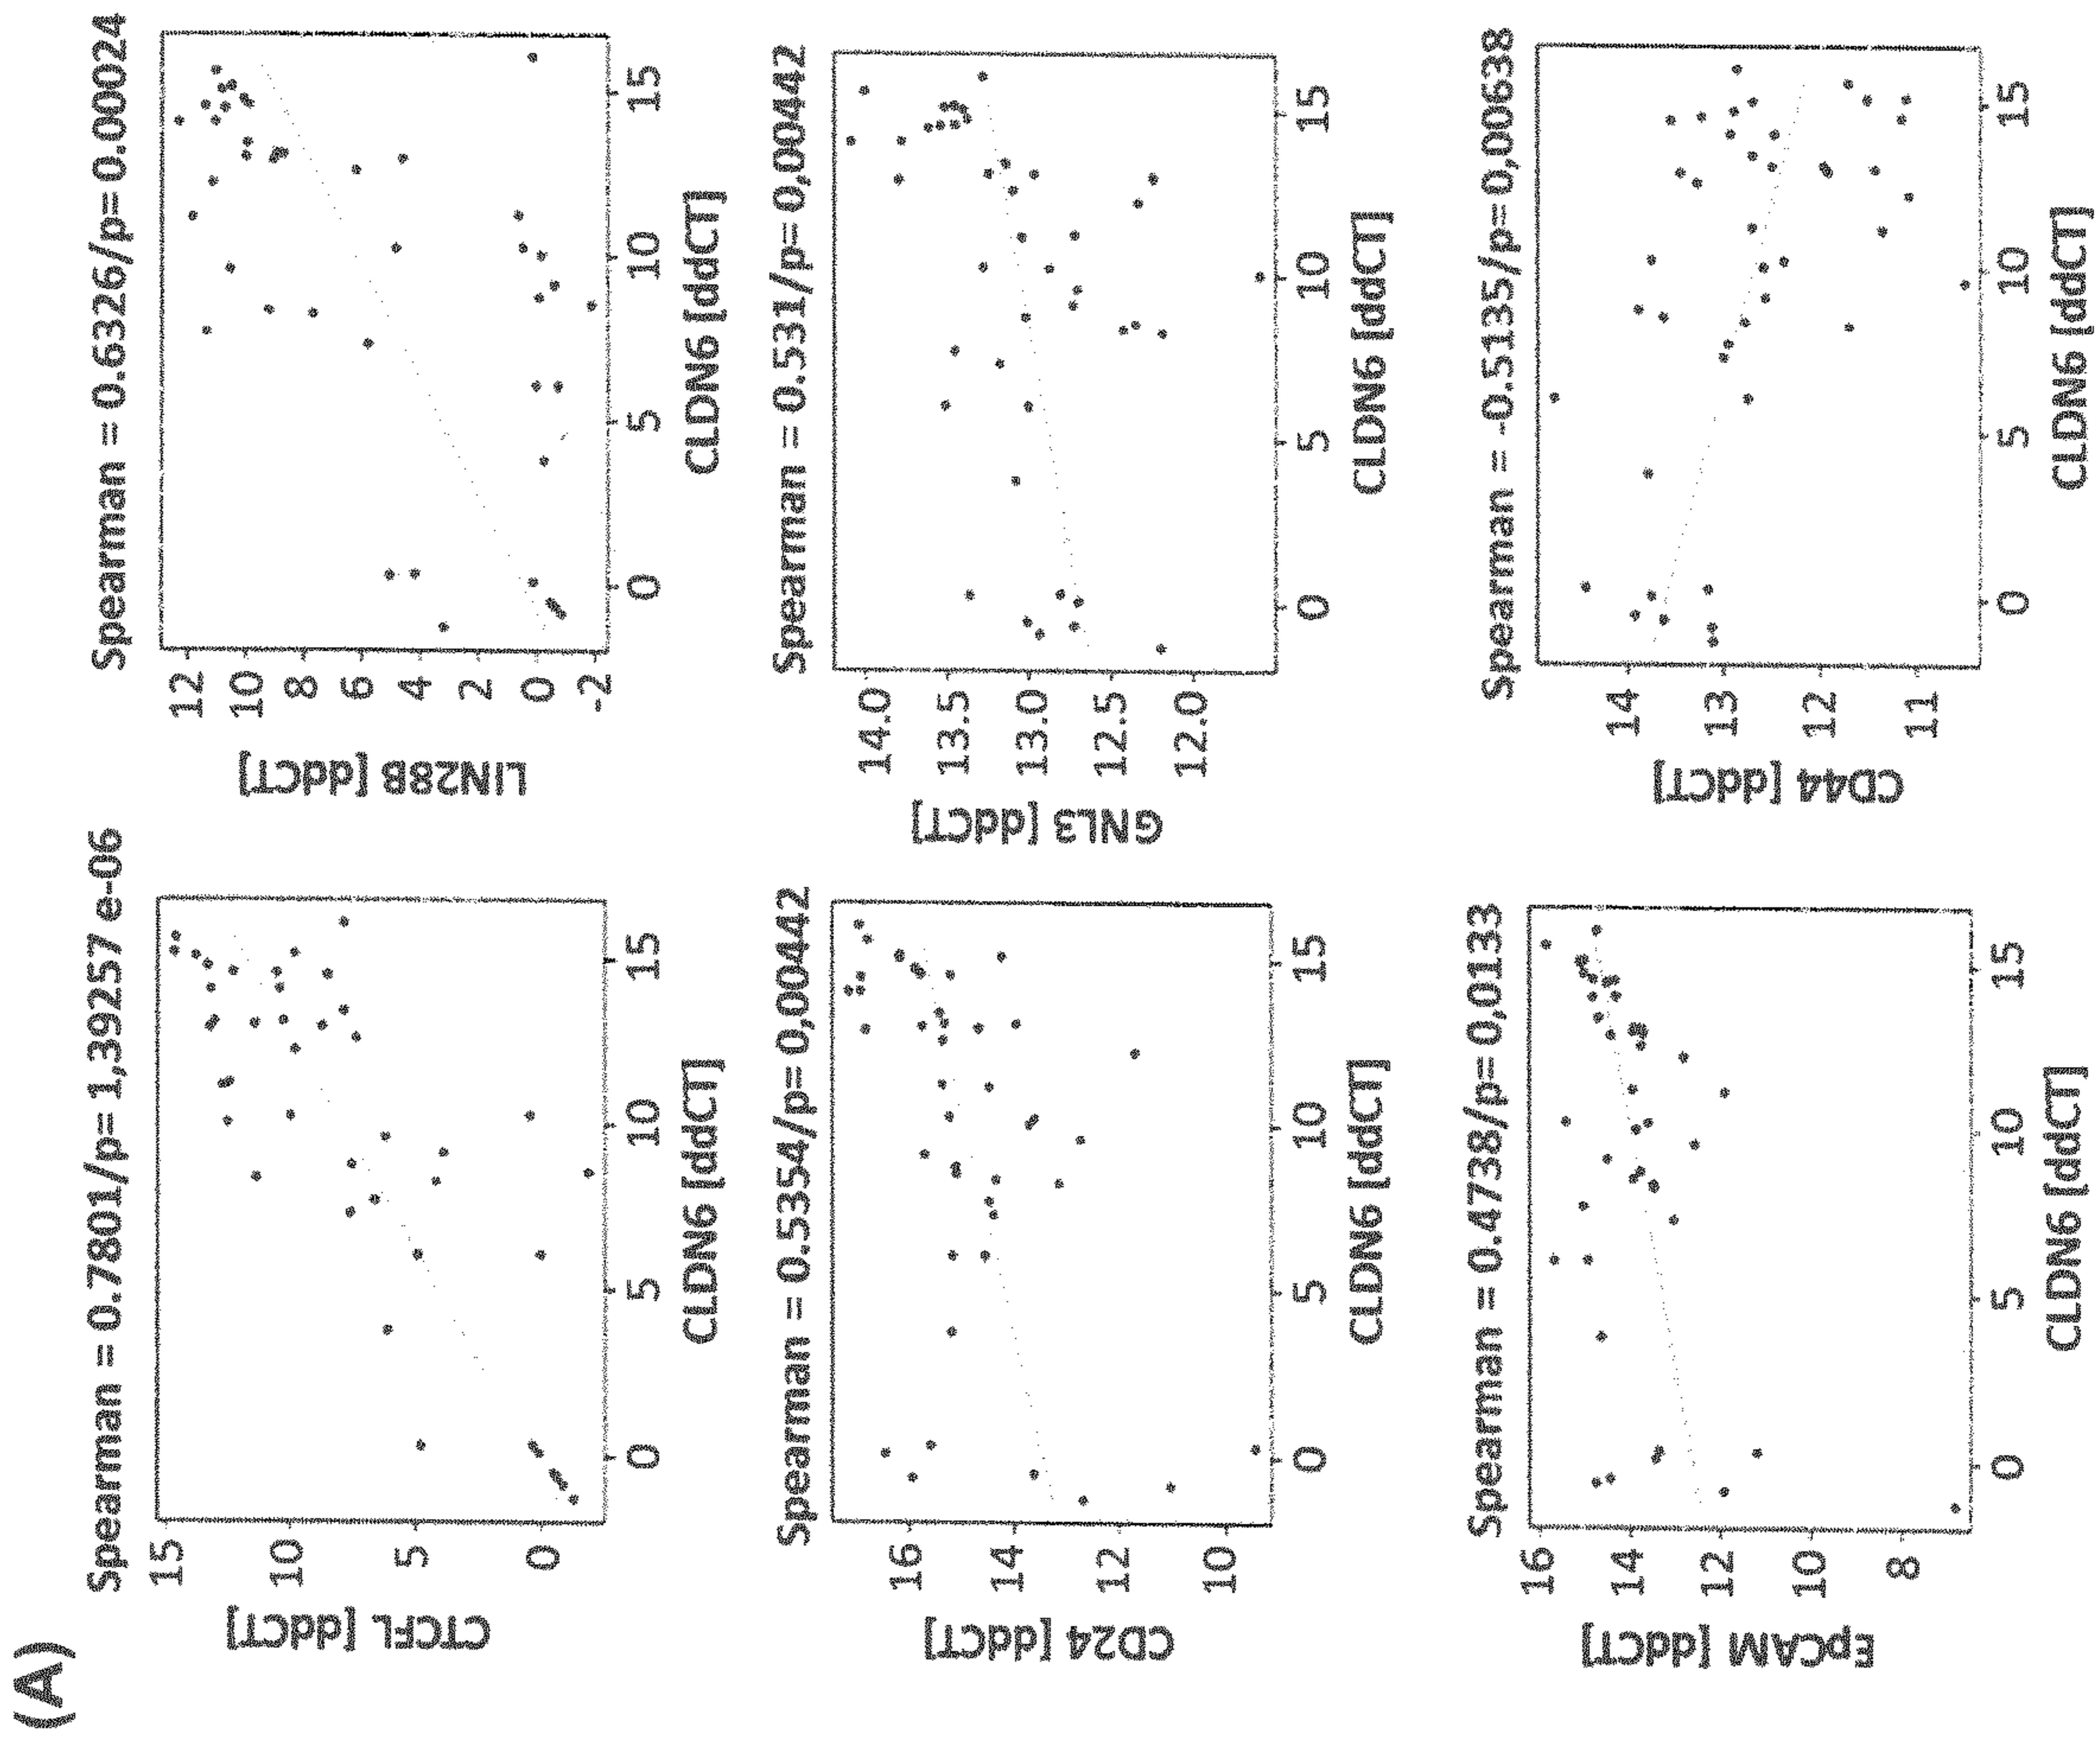 (A)
Spearman = 0.7801/p= 1,39257 e-06
CTCFL [ddCT]
15
10
5
0
0 5 10 15
CLDN6 [ddCT]
Spearman = 0.6326/p= 0.00024
LIN28B [ddCT]
12
10
8
6
4
2
0
-2
0 5 10 15
CLDN6 [ddCT]
Spearman = 0.5354/p= 0,00442
CD24 [ddCT]
16
14
12
10
0 5 10 15
CLDN6 [ddCT]
Spearman = 0.531/p= 0,00442
GNL3 [ddCT]
14.0
13.5
13.0
12.5
12.0
0 5 10 15
CLDN6 [ddCT]
Spearman = 0.4738/p= 0,0133
EpCAM [ddCT]
16
14
12
10
8
0 5 10 15
CLDN6 [ddCT]
Spearman = -0.5135/p= 0,00638
CD44 [ddCT]
14
13
12
11
0 5 10 15
CLDN6 [ddCT]